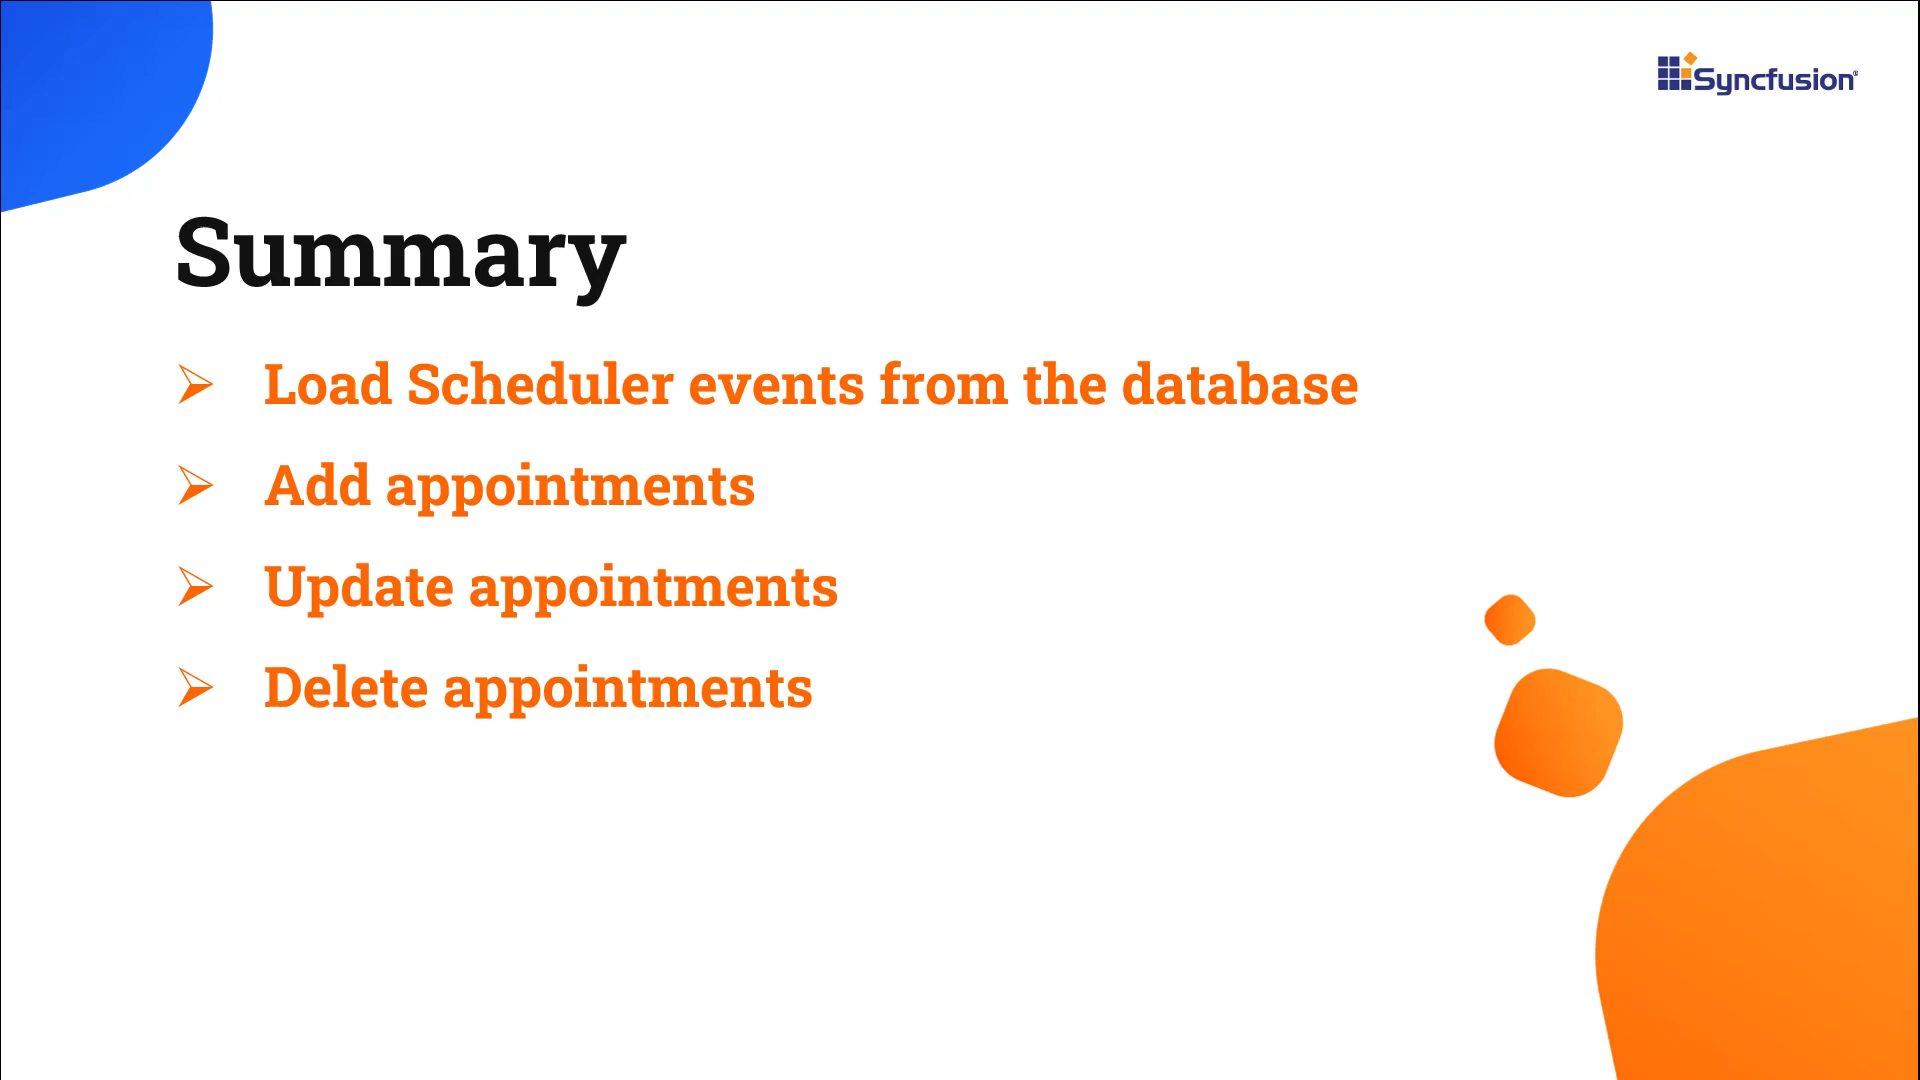 Syncfusion®
Summary
➢ Load Scheduler events from the database
➢ Add appointments
➢ Update appointments
➢ Delete appointments